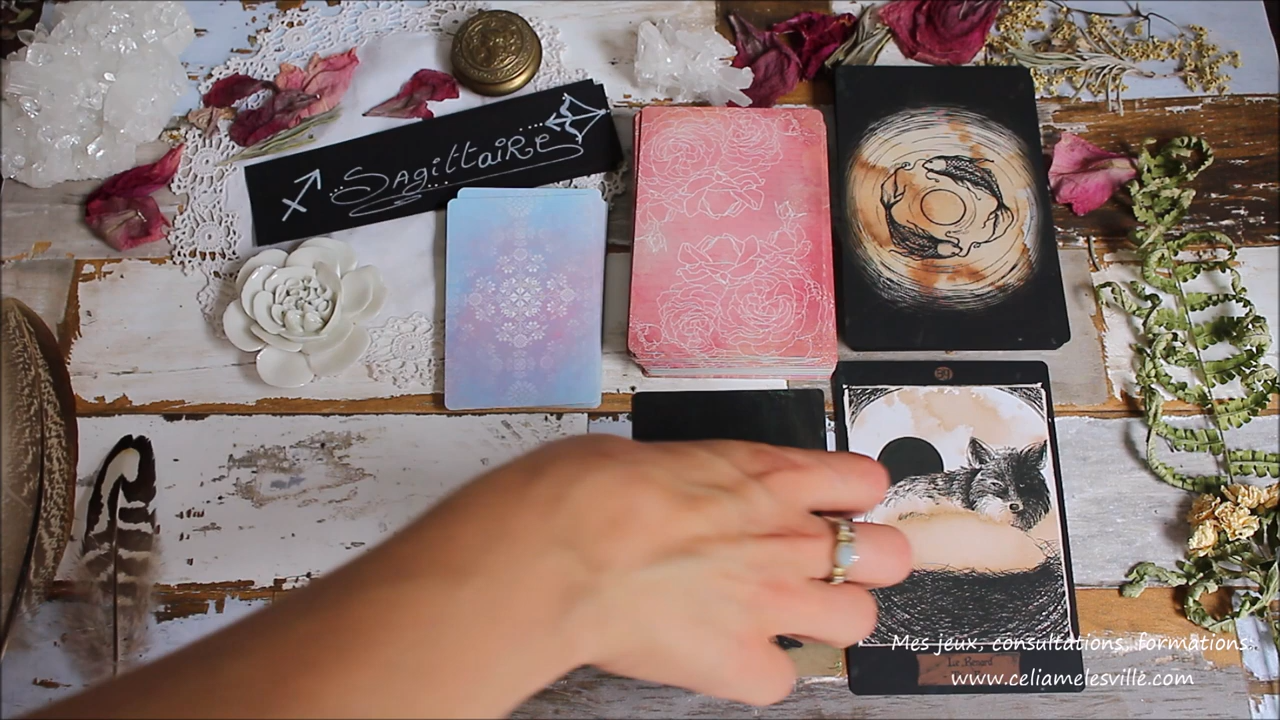 Sagittaire
Le Renard
Mes jeux, consultations, formations:
www.celiamelesville.com